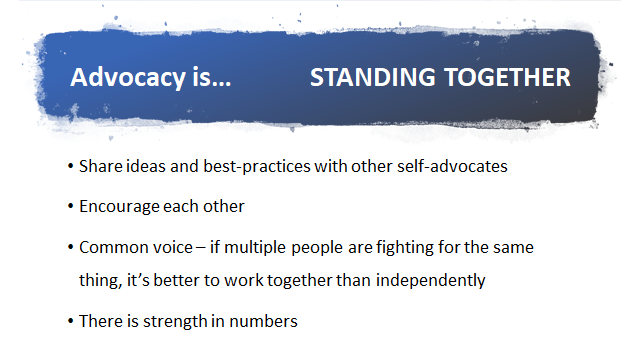 Advocacy is… STANDING TOGETHER
• Share ideas and best-practices with other self-advocates
• Encourage each other
• Common voice – if multiple people are fighting for the same
thing, it’s better to work together than independently
• There is strength in numbers